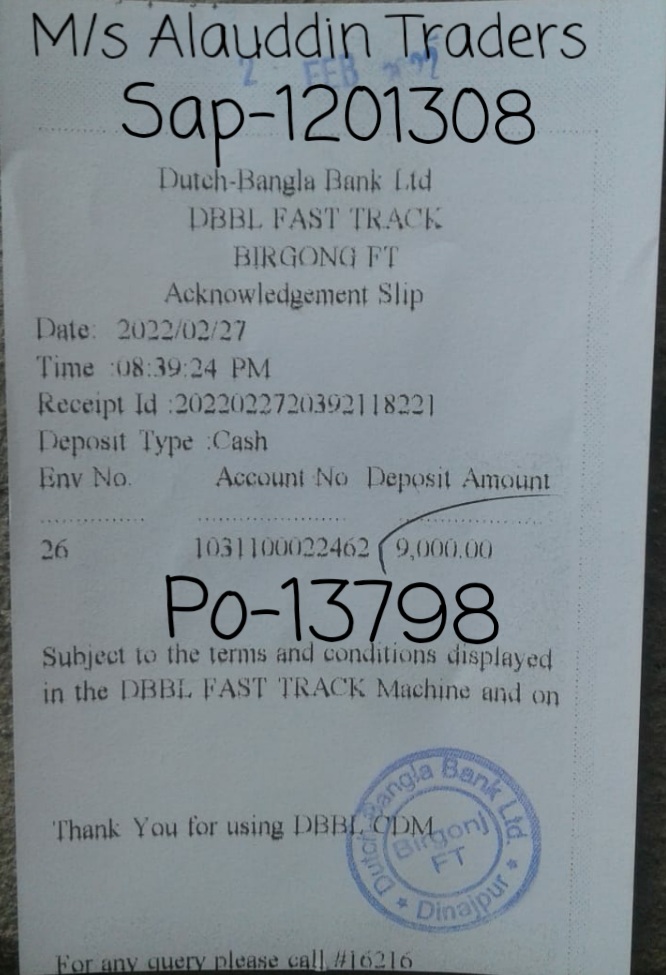 M/s Alauddin Traders
2 FEB
Sap-1201308
Dutch-Bangla Bank Ltd
DBBL FAST TRACK
BIRGONG FT
Acknowledgement Slip
Date: 2022/02/27
Time :08:39:24 PM
Receipt Id :2022022720392118221
Deposit Type :Cash
Env No. Account No Deposit Amount
26 1031100022462 9,000.00
Po-13798
Subject to the terms and conditions displayed
in the DBBL FAST TRACK Machine and on
Thank You for using DBBL CDM
Dutch-Bangla Bank Ltd.
Birgonj
FT
* Dinajpur *
For any query please call #16216